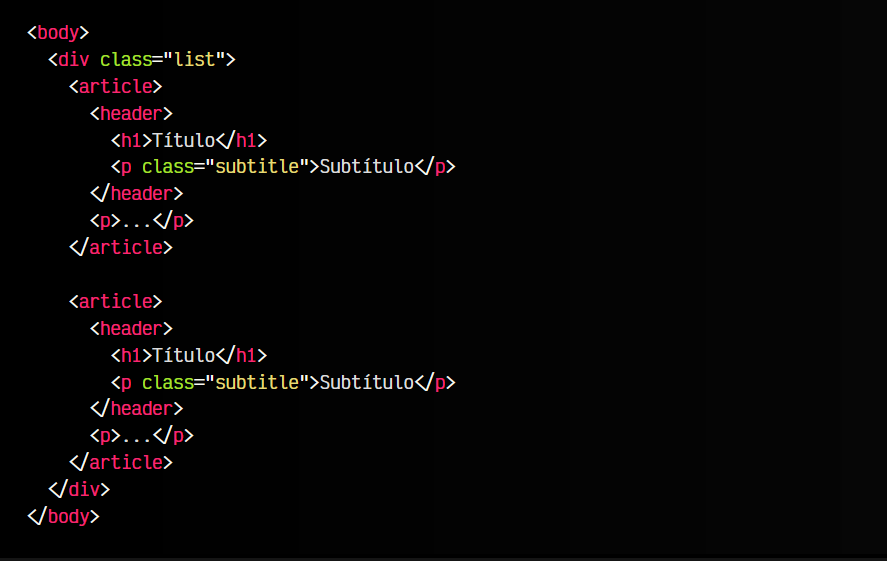 <body>
  <div class="list">
    <article>
      <header>
        <h1>Título</h1>
        <p class="subtitle">Subtítulo</p>
      </header>
      <p>...</p>
    </article>

    <article>
      <header>
        <h1>Título</h1>
        <p class="subtitle">Subtítulo</p>
      </header>
      <p>...</p>
    </article>
  </div>
</body>